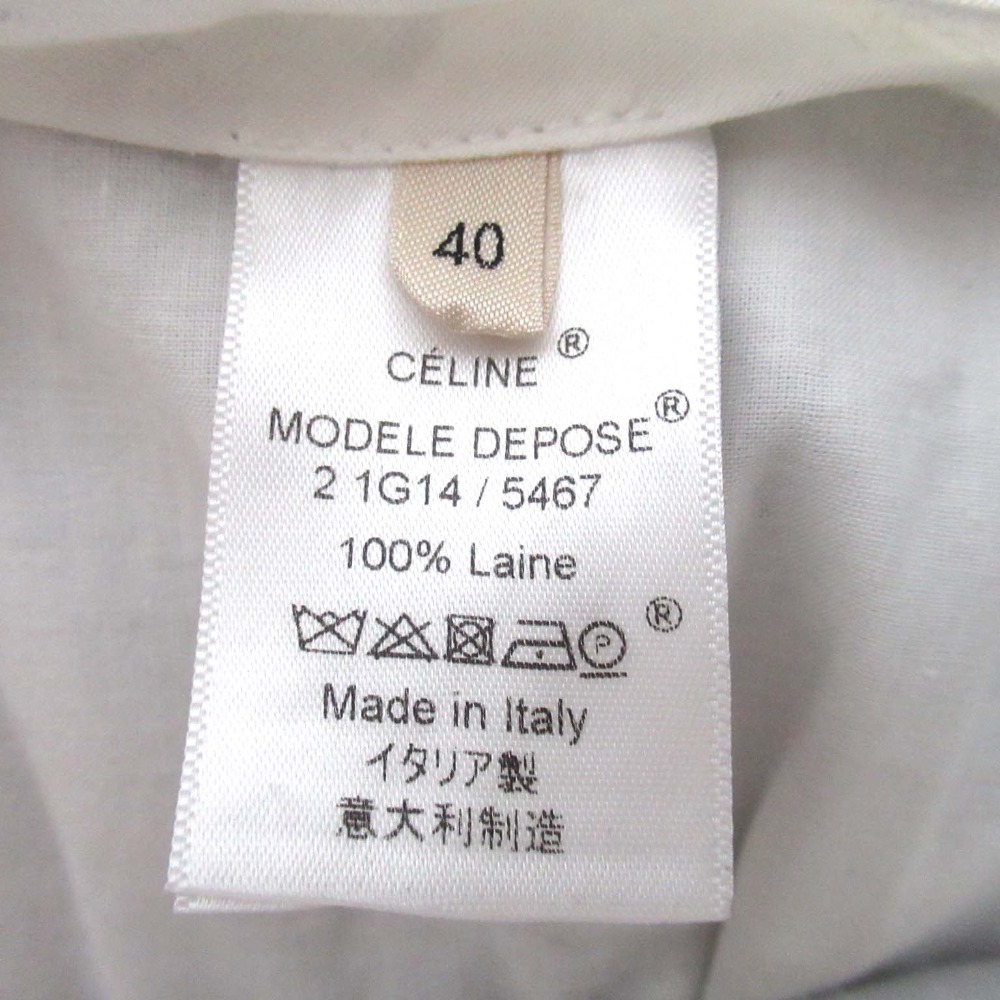 40
CÉLINE ®
MODELE DEPOSE ®
2 1G14 / 5467
100% Laine
P ®
Made in Italy
イタリア製
意大利制造